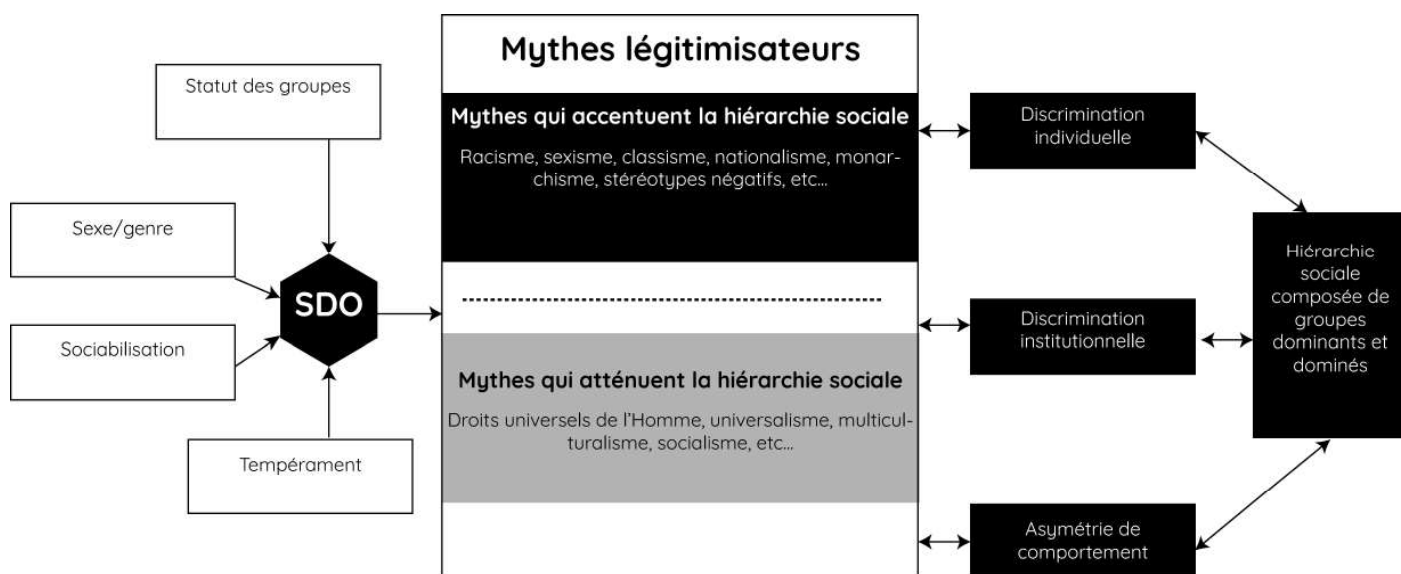 Mythes légitimisateurs
Statut des groupes
Sexe/genre
SDO
Sociabilisation
Tempérament
Mythes qui accentuent la hiérarchie sociale
Racisme, sexisme, classisme, nationalisme, monar-
chisme, stéréotypes négatifs, etc...
Mythes qui atténuent la hiérarchie sociale
Droits universels de l'Homme, universalisme, multicul-
turalisme, socialisme, etc...
Discrimination
individuelle
Discrimination
institutionnelle
Asymétrie de
comportement
Hiérarchie
sociale
composée de
groupes
dominants et
dominés